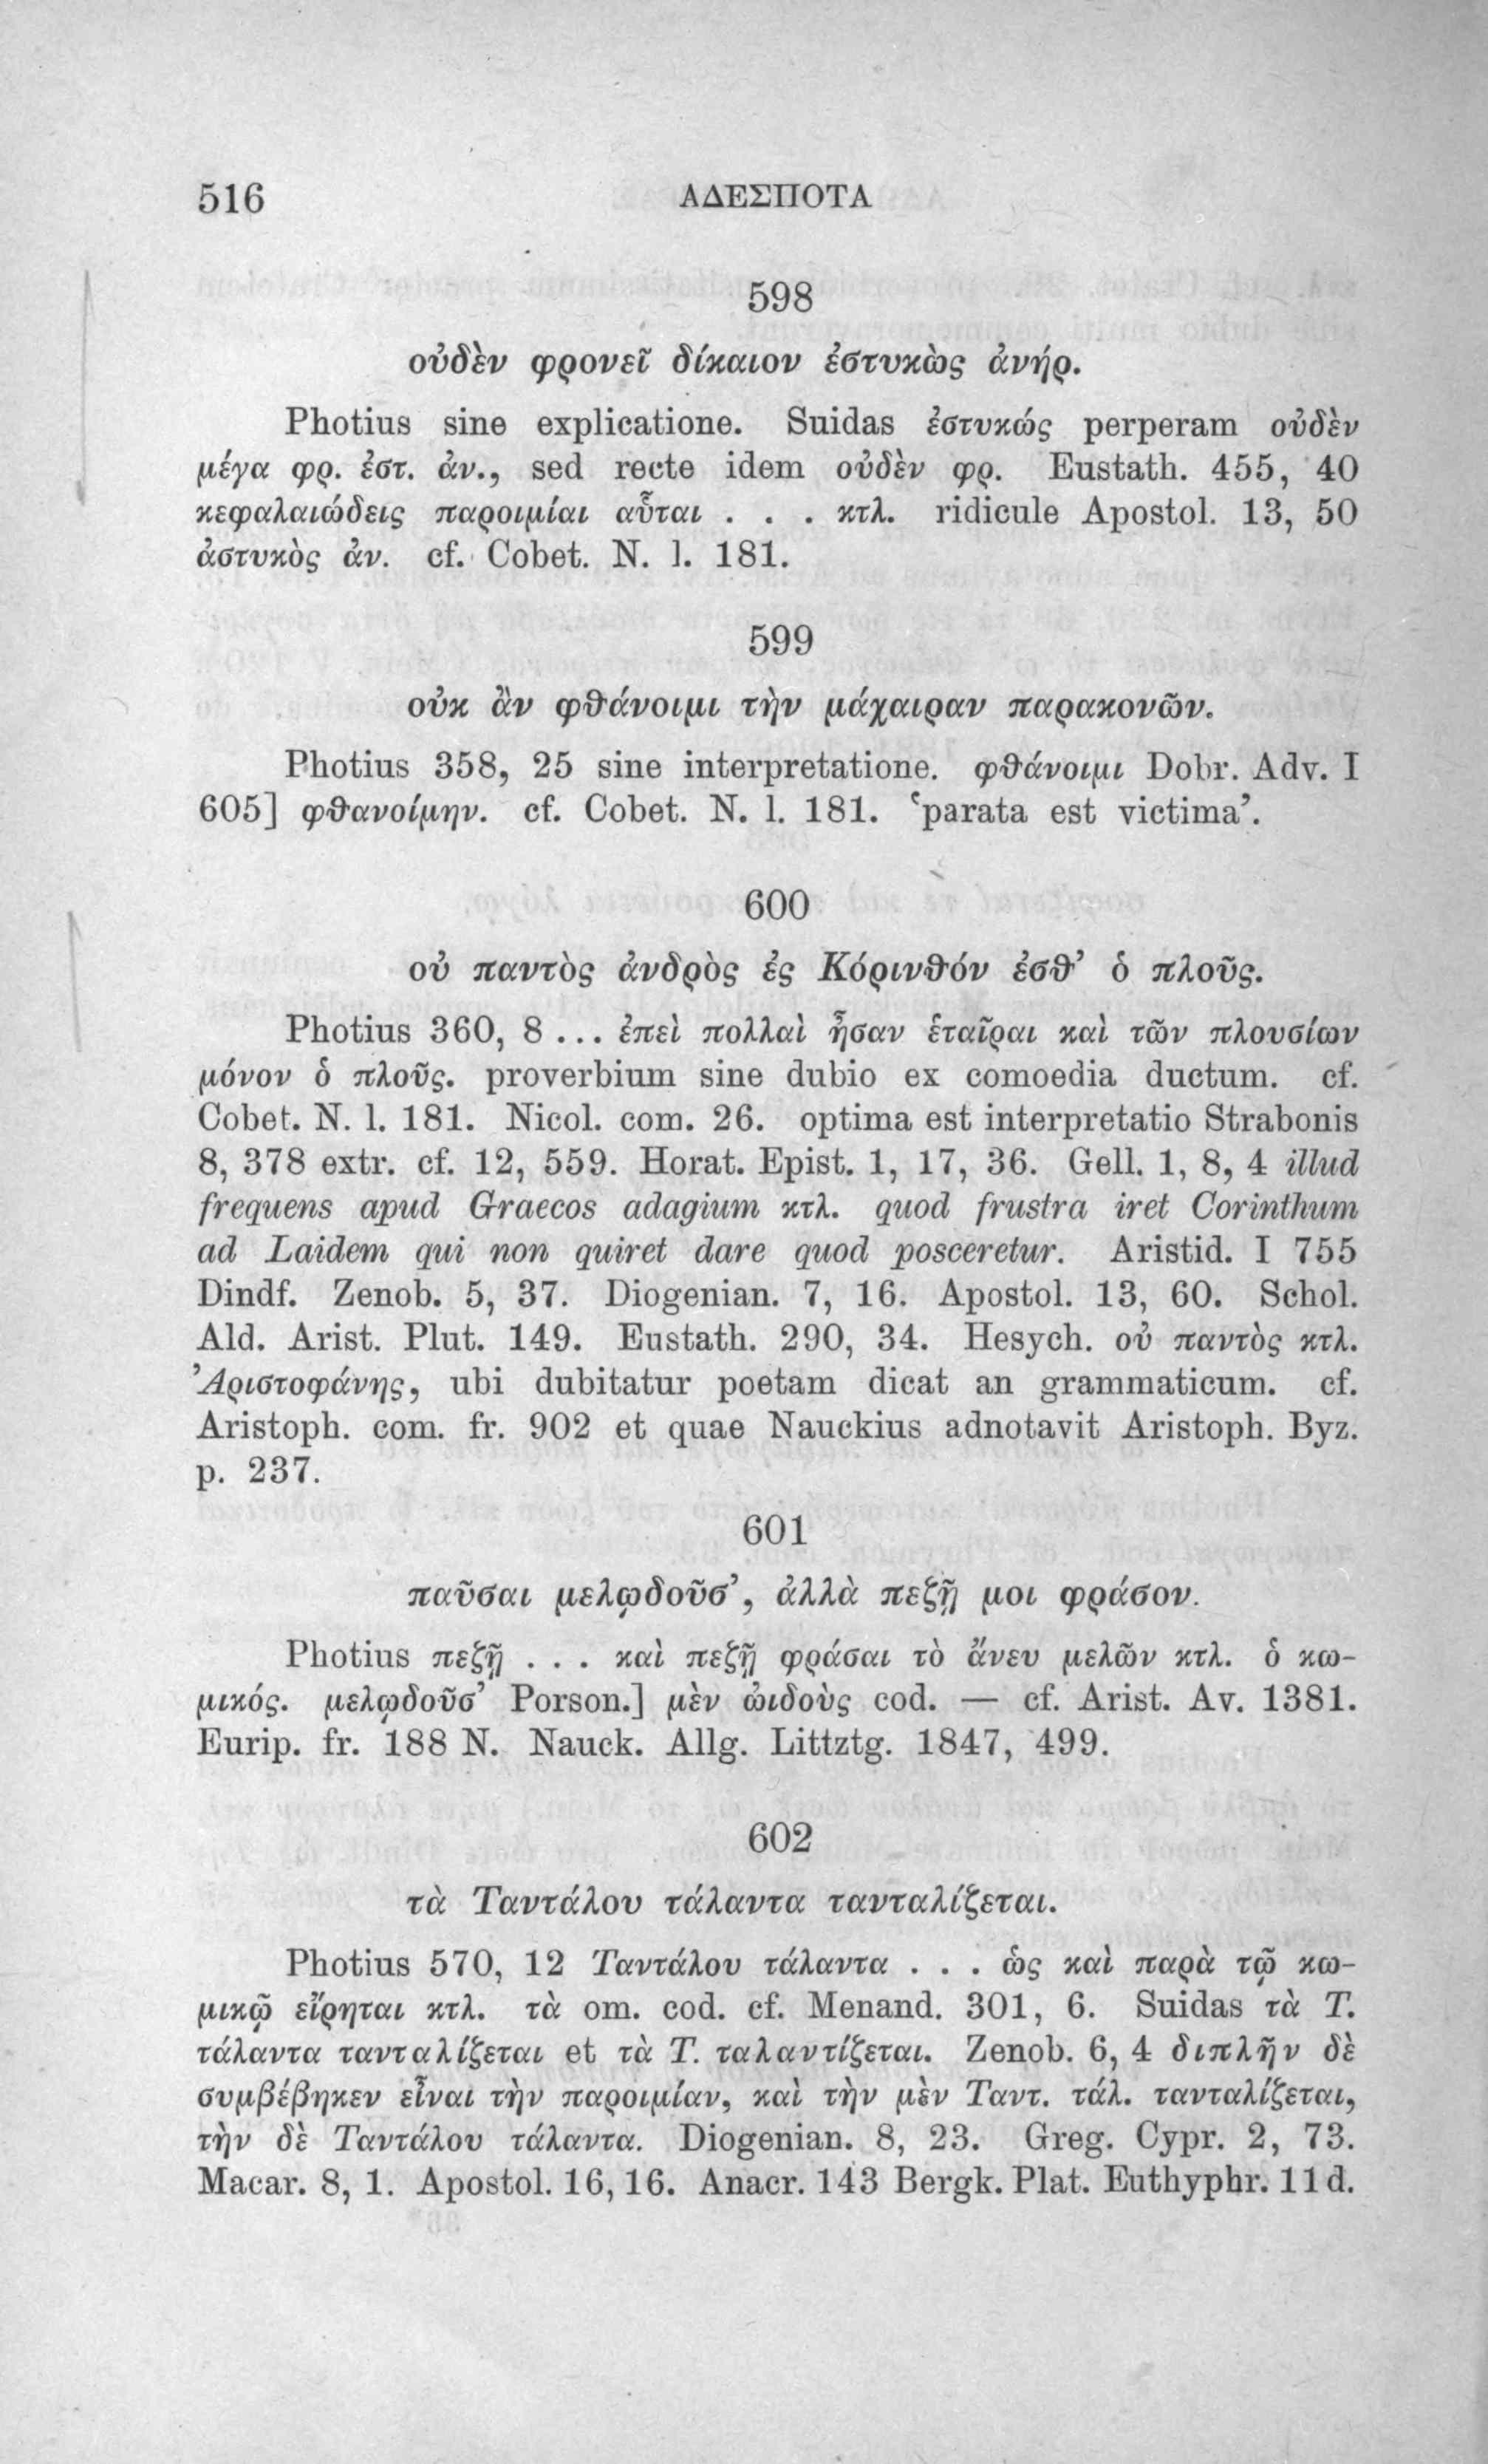 516 ΑΔΕΣΠΟΤΑ
598
οὐδὲν φρονεῖ δίκαιον ἐστυκὼς ἀνήρ.
Photius sine explicatione. Suidas ἐστυκώς perperam οὐδὲν
μέγα φρ. ἐστ. ἀν., sed recte idem οὐδὲν φρ. Eustath. 455, 40
κεφαλαιώδεις παροιμίαι αὗται . . . κτλ. ridicule Apostol. 13, 50
ἀστυκὸς ἀν. cf. Cobet. N. l. 181.
599
οὐκ ἂν φθάνοιμι τὴν μάχαιραν παρακονῶν.
Photius 358, 25 sine interpretatione. φθάνοιμι Dobr. Adv. I
605] φθανοίμην. cf. Cobet. N. l. 181. ‘parata est victima’.
600
οὐ παντὸς ἀνδρὸς ἐς Κόρινθόν ἐσθ’ ὁ πλοῦς.
Photius 360, 8 ... ἐπεὶ πολλαὶ ἦσαν ἑταῖραι καὶ τῶν πλουσίων
μόνον ὁ πλοῦς. proverbium sine dubio ex comoedia ductum. cf.
Cobet. N. l. 181. Nicol. com. 26. optima est interpretatio Strabonis
8, 378 extr. cf. 12, 559. Horat. Epist. 1, 17, 36. Gell. 1, 8, 4 illud
frequens apud Graecos adagium κτλ. quod frustra iret Corinthum
ad Laidem qui non quiret dare quod posceretur. Aristid. I 755
Dindf. Zenob. 5, 37. Diogenian. 7, 16. Apostol. 13, 60. Schol.
Ald. Arist. Plut. 149. Eustath. 290, 34. Hesych. οὐ παντὸς κτλ.
Ἀριστοφάνης, ubi dubitatur poetam dicat an grammaticum. cf.
Aristoph. com. fr. 902 et quae Nauckius adnotavit Aristoph. Byz.
p. 237.
601
παῦσαι μελῳδοῦσ’, ἀλλὰ πεζῇ μοι φράσον.
Photius πεζῇ . . . καὶ πεζῇ φράσαι τὸ ἄνευ μελῶν κτλ. ὁ κω-
μικός. μελῳδοῦσ’ Porson.] μὲν ὠιδοὺς cod. — cf. Arist. Av. 1381.
Eurip. fr. 188 N. Nauck. Allg. Littztg. 1847, 499.
602
τὰ Ταντάλου τάλαντα τανταλίζεται.
Photius 570, 12 Ταντάλου τάλαντα . . . ὡς καὶ παρὰ τῷ κω-
μικῷ εἴρηται κτλ. τὰ om. cod. cf. Menand. 301, 6. Suidas τὰ Τ.
τάλαντα τανταλίζεται et τὰ Τ. ταλαντίζεται. Zenob. 6, 4 διπλῆν δὲ
συμβέβηκεν εἶναι τὴν παροιμίαν, καὶ τὴν μὲν Ταντ. τάλ. τανταλίζεται,
τὴν δὲ Ταντάλου τάλαντα. Diogenian. 8, 23. Greg. Cypr. 2, 73.
Macar. 8, 1. Apostol. 16, 16. Anacr. 143 Bergk. Plat. Euthyphr. 11d.